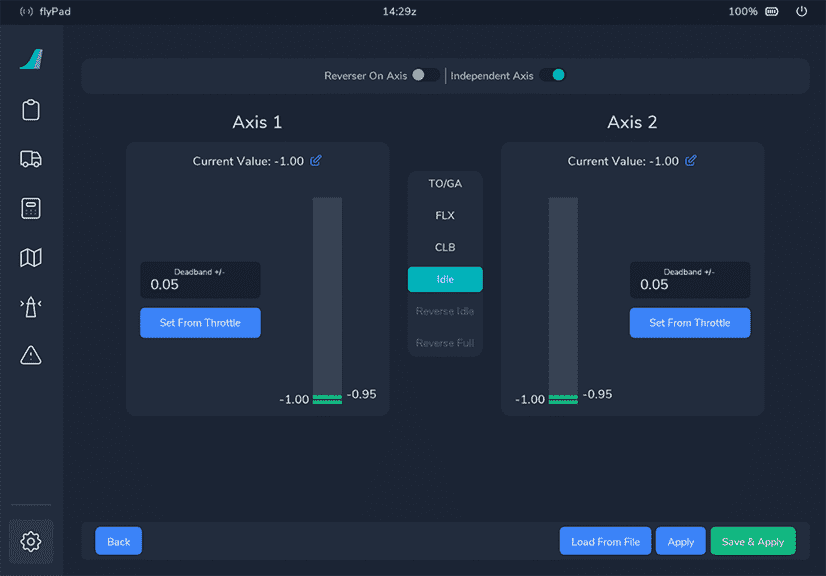 flyPad
14:29z
100%
Reverser On Axis
Independent Axis
Axis 1
Axis 2
Current Value: -1.00
Deadband +/-
0.05
Set From Throttle
-1.00
-0.95
TO/GA
FLX
CLB
Idle
Reverse Idle
Reverse Full
Current Value: -1.00
Deadband +/-
0.05
Set From Throttle
-1.00
-0.95
Back
Load From File
Apply
Save & Apply